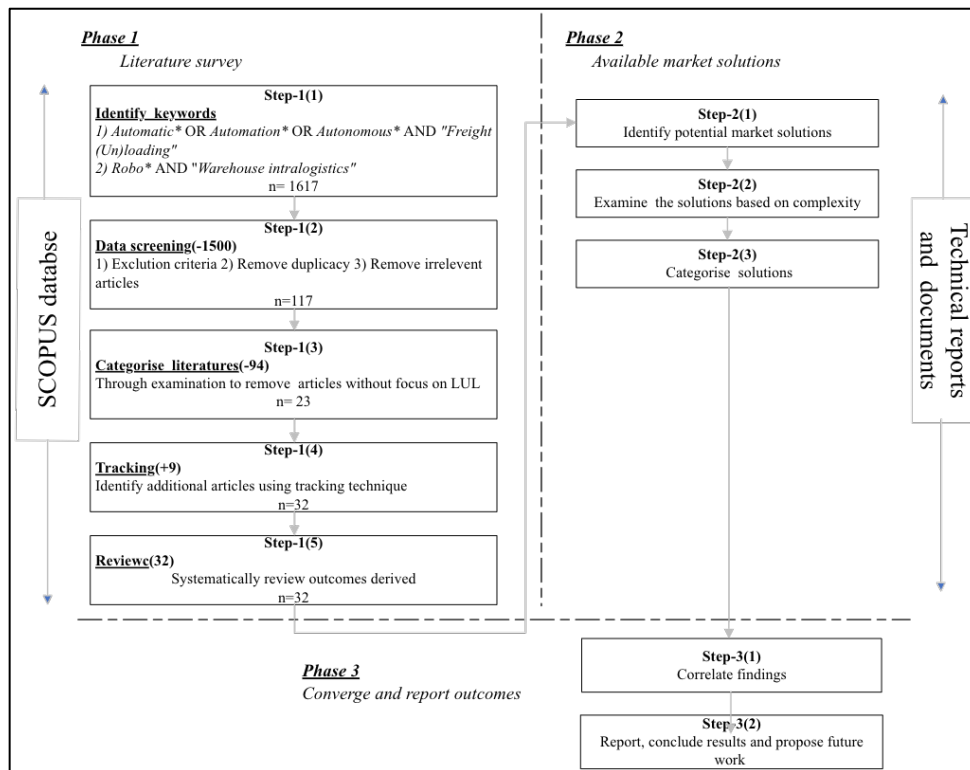 Phase 1
Literature survey
SCOPUS databse
Step-1(1)
Identify keywords
1) Automatic* OR Automation* OR Autonomous* AND "Freight
(Un)loading"
2) Robo* AND "Warehouse intralogistics"
n= 1617
Step-1(2)
Data screening(-1500)
1) Exclution criteria 2) Remove duplicacy 3) Remove irrelevent
articles
n=117
Step-1(3)
Categorise literatures(-94)
Through examination to remove articles without focus on LUL
n= 23
Step-1(4)
Tracking(+9)
Identify additional articles using tracking technique
n=32
Step-1(5)
Reviewc(32)
Systematically review outcomes derived
n=32
Phase 2
Available market solutions
Step-2(1)
Identify potential market solutions
Step-2(2)
Examine the solutions based on complexity
Step-2(3)
Categorise solutions
Technical reports
and documents
Phase 3
Converge and report outcomes
Step-3(1)
Correlate findings
Step-3(2)
Report, conclude results and propose future
work